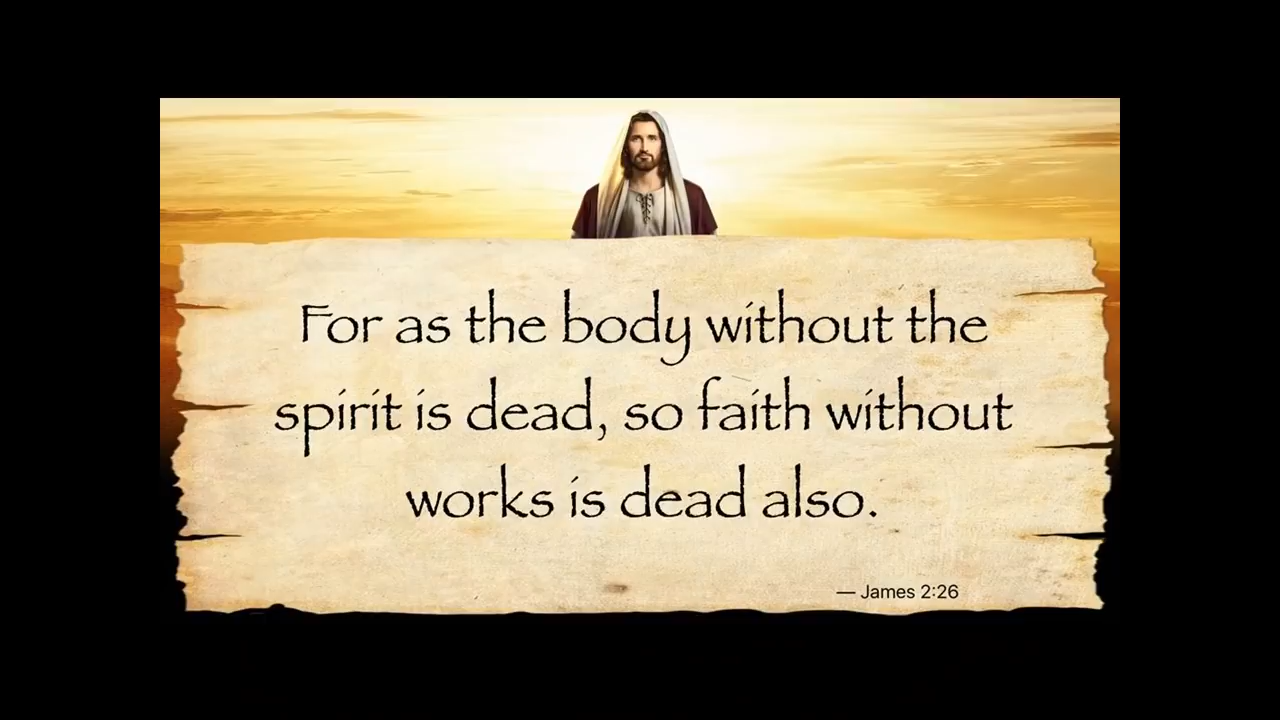 For as the body without the
spirit is dead, so faith without
works is dead also.
— James 2:26